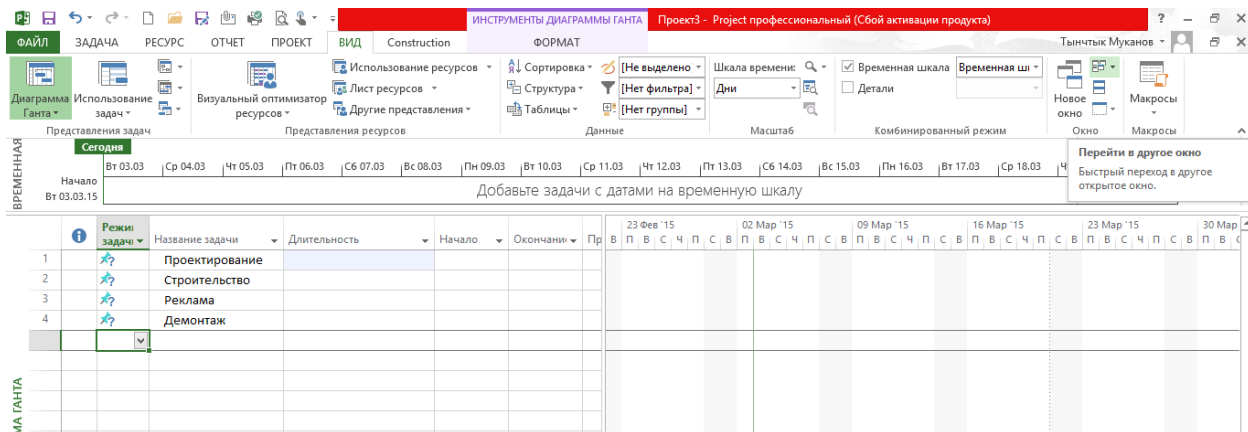 ИНСТРУМЕНТЫ ДИАГРАММЫ ГАНТА Проект3 - Project профессиональный (Сбой активации продукта)
ФАЙЛ ЗАДАЧА РЕСУРС ОТЧЕТ ПРОЕКТ ВИД Construction ФОРМАТ Тынчтык Муканов
Использование ресурсов Сортировка [Не выделено Шкала времени: Временная шкала Временная шк
Диаграмма Ганта Использование задач Визуальный оптимизатор ресурсов Лист ресурсов Структура [Нет фильтра] Дни Детали Новое окно Макросы
Другие представления Таблицы [Нет группы]
Представления задач Представления ресурсов Данные Масштаб Комбинированный режим Окно Макросы
Перейти в другое окно
Быстрый переход в другое
открытое окно.
ВРЕМЕННАЯ
Сегодня
Вт 03.03 Ср 04.03 Чт 05.03 Пт 06.03 Сб 07.03 Вс 08.03 Пн 09.03 Вт 10.03 Ср 11.03 Чт 12.03 Пт 13.03 Сб 14.03 Вс 15.03 Пн 16.03 Вт 17.03 Ср 18.03 Чт
Начало
Вт 03.03.15
Добавьте задачи с датами на временную шкалу
Режим задачи Название задачи Длительность Начало Окончани Пр
23 Фев '15 02 Мар '15 09 Мар '15 16 Мар '15 23 Мар '15 30 Мар
В П В С Ч П С В П В С Ч П С В П В С Ч П С В П В С Ч П С В П В С Ч П С В П В С
1 Проектирование
2 Строительство
3 Реклама
4 Демонтаж
МА ГАНТА